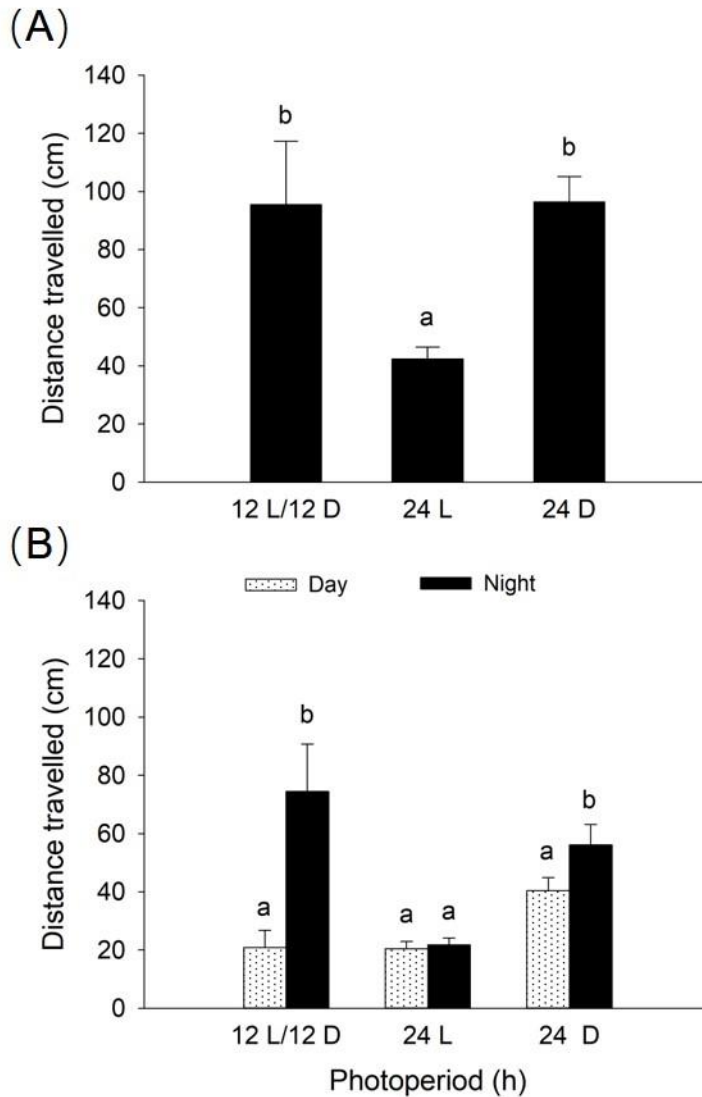 (A)
140
120
100
80
60
40
20
0
Distance travelled (cm)
b
a
b
12 L/12 D 24 L 24 D
(B)
Day Night
140
120
100
80
60
40
20
0
Distance travelled (cm)
a b
a a
a b
12 L/12 D 24 L 24 D
Photoperiod (h)